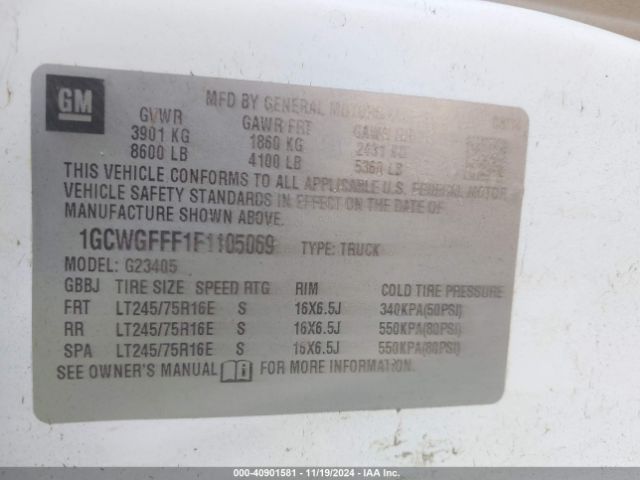 GM
MFD BY GENERAL MOTORS
GVWR GAWR FRT GAWR RR
3901 KG 1860 KG 2431 KG
8600 LB 4100 LB 5360 LB
THIS VEHICLE CONFORMS TO ALL APPLICABLE U.S. FEDERAL MOTOR
VEHICLE SAFETY STANDARDS IN EFFECT ON THE DATE OF
MANUFACTURE SHOWN ABOVE.
1GCWGFFF1F1105069 TYPE: TRUCK
MODEL: G23405
GBBJ TIRE SIZE SPEED RTG RIM COLD TIRE PRESSURE
FRT LT245/75R16E S 16X6.5J 340KPA(50PSI)
RR LT245/75R16E S 16X6.5J 550KPA(80PSI)
SPA LT245/75R16E S 16X6.5J 550KPA(80PSI)
SEE OWNER'S MANUAL FOR MORE INFORMATION.
000-40901581 - 11/19/2024 - IAA Inc.